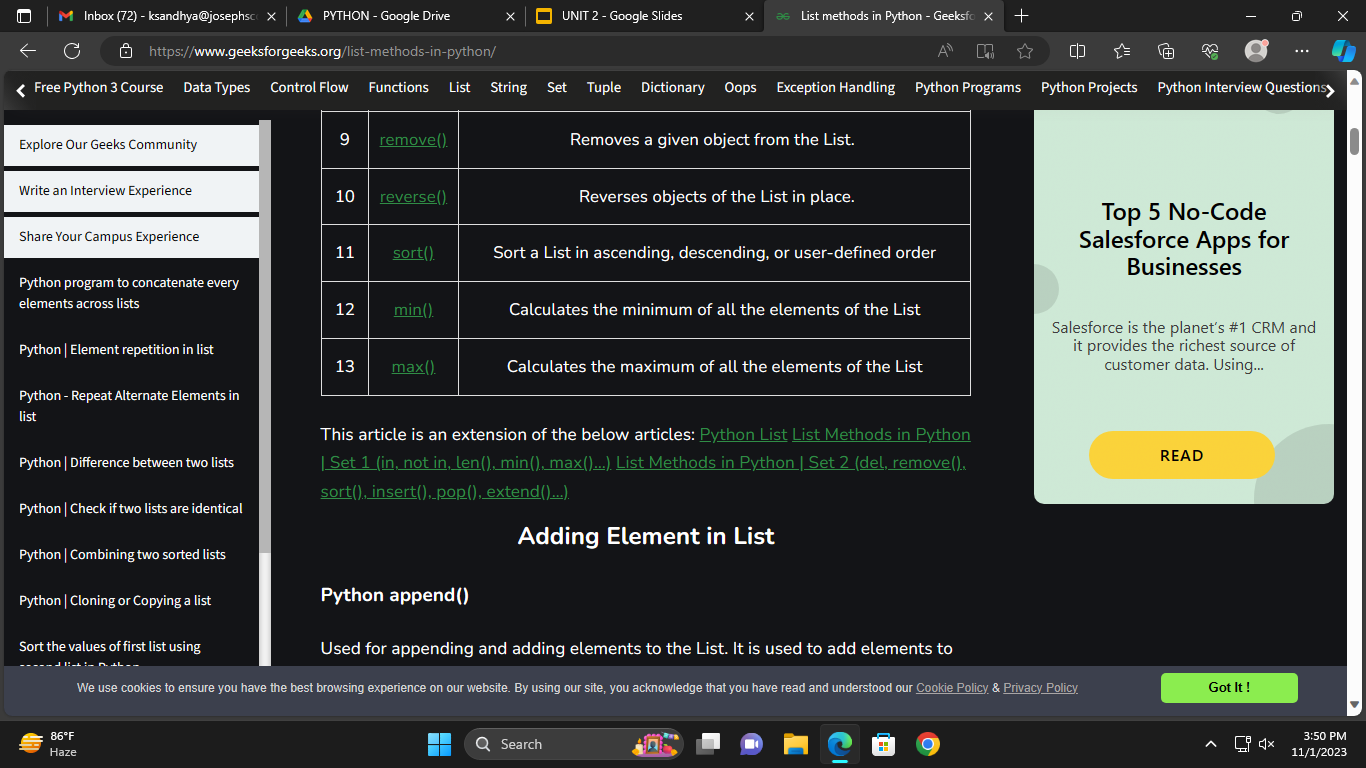 Inbox (72) - ksandhya@josephsc
PYTHON - Google Drive
UNIT 2 - Google Slides
List methods in Python - Geeksfo
https://www.geeksforgeeks.org/list-methods-in-python/
Free Python 3 Course Data Types Control Flow Functions List String Set Tuple Dictionary Oops Exception Handling Python Programs Python Projects Python Interview Questions
Explore Our Geeks Community
Write an Interview Experience
Share Your Campus Experience
Python program to concatenate every
elements across lists
Python | Element repetition in list
Python - Repeat Alternate Elements in
list
Python | Difference between two lists
Python | Check if two lists are identical
Python | Combining two sorted lists
Python | Cloning or Copying a list
Sort the values of first list using
second list in Python
9 remove() Removes a given object from the List.
10 reverse() Reverses objects of the List in place.
11 sort() Sort a List in ascending, descending, or user-defined order
12 min() Calculates the minimum of all the elements of the List
13 max() Calculates the maximum of all the elements of the List
This article is an extension of the below articles: Python List List Methods in Python
| Set 1 (in, not in, len(), min(), max()…) List Methods in Python | Set 2 (del, remove(),
sort(), insert(), pop(), extend()…)
Adding Element in List
Python append()
Used for appending and adding elements to the List. It is used to add elements to
Top 5 No-Code
Salesforce Apps for
Businesses
Salesforce is the planet′s #1 CRM and
it provides the richest source of
customer data. Using...
READ
We use cookies to ensure you have the best browsing experience on our website. By using our site, you acknowledge that you have read and understood our Cookie Policy & Privacy Policy
Got It !
86°F
Haze
Search
3:50 PM
11/1/2023